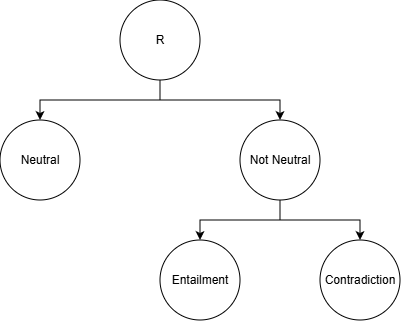 R
Neutral
Not Neutral
Entailment
Contradiction